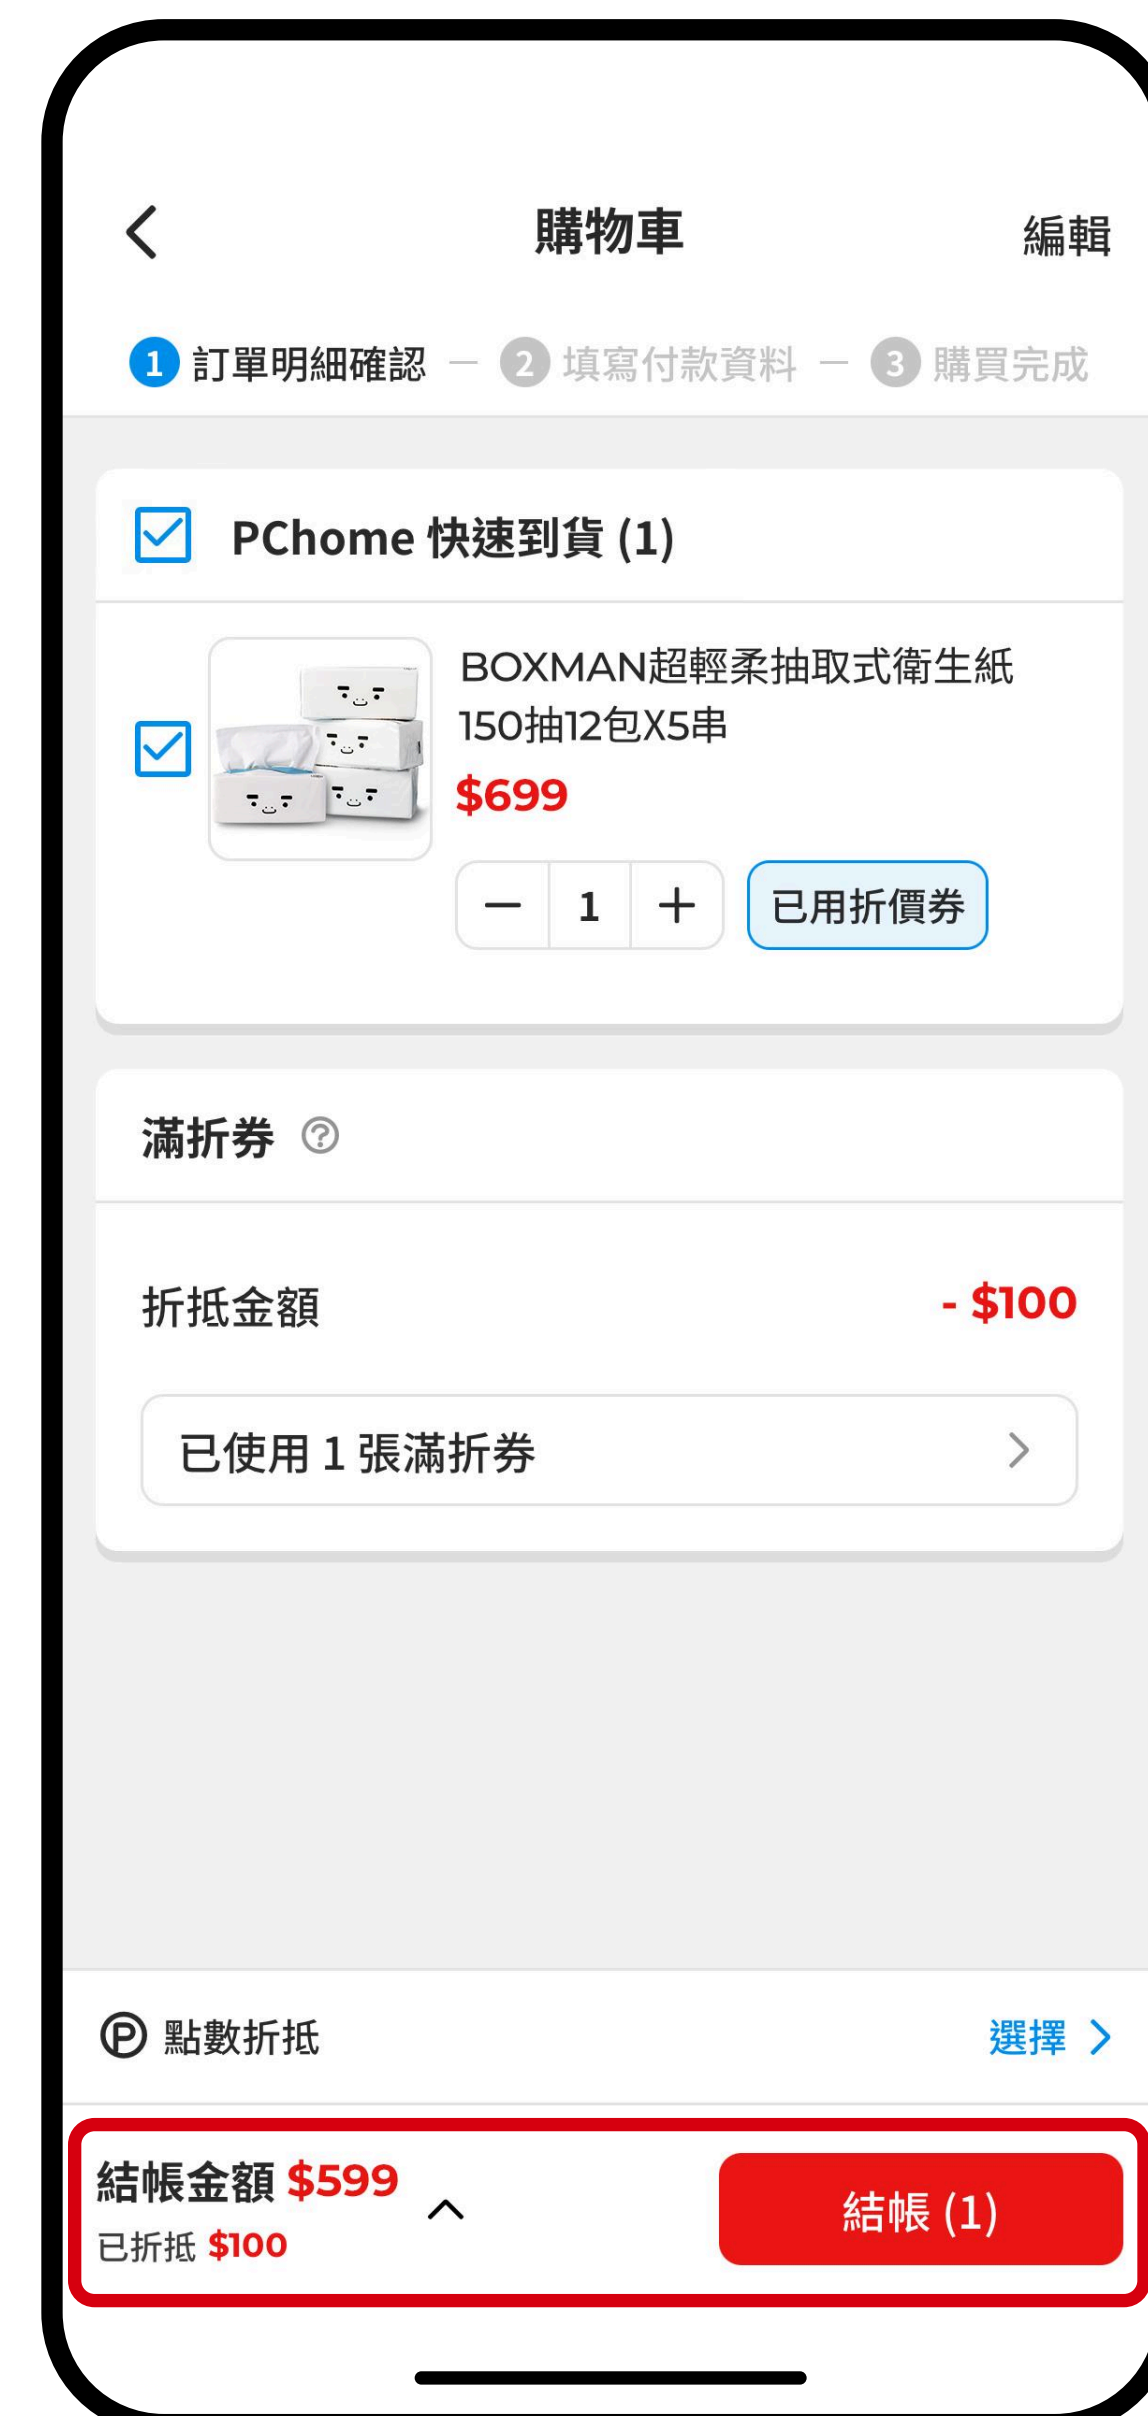 購物車
編輯
1 訂單明細確認 — 2 填寫付款資料 — 3 購買完成
PChome 快速到貨 (1)
BOXMAN超輕柔抽取式衛生紙
150抽12包X5串
$699
— 1 + 已用折價券
滿折券 ?
折抵金額 - $100
已使用 1 張滿折券
P 點數折抵 選擇
結帳金額 $599
已折抵 $100
結帳 (1)